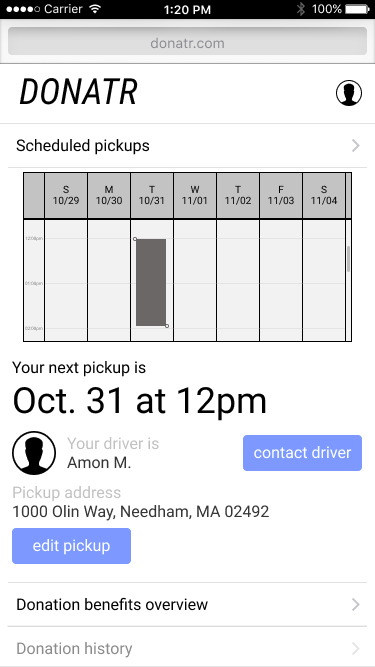 Carrier 1:20 PM 100%
donatr.com
DONATR
Scheduled pickups
S M T W T F S
10/29 10/30 10/31 11/01 11/02 11/03 11/04
12:00pm
01:00pm
02:00pm
Your next pickup is
Oct. 31 at 12pm
Your driver is
Amon M.
contact driver
Pickup address
1000 Olin Way, Needham, MA 02492
edit pickup
Donation benefits overview
Donation history